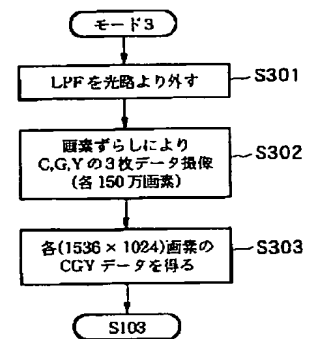 モード3
LPFを光路より外す
S301
画素ずらしにより
C,G,Yの3枚データ撮像
(各150万画素)
S302
各(1536×1024)画素の
CGYデータを得る
S303
S103